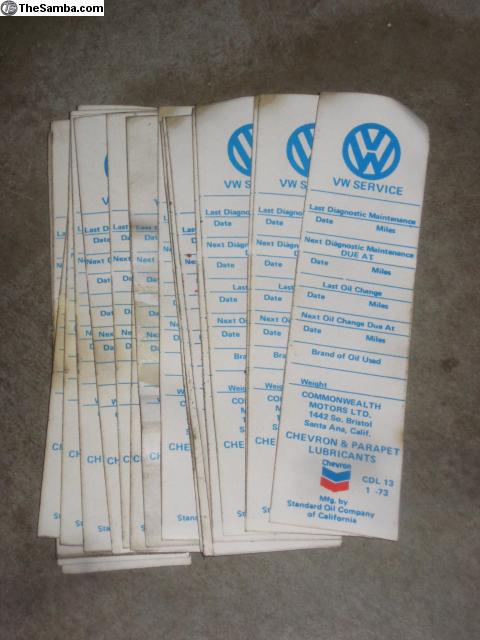 TheSamba.com
VW SERVICE
Last Diagnostic Maintenance
Date Miles
Next Diagnostic Maintenance
DUE AT
Date Miles
Last Oil Change
Date Miles
Next Oil Change Due At
Date Miles
Brand of Oil Used
Weight
COMMONWEALTH
MOTORS LTD.
1442 So. Bristol
Santa Ana, Calif.
CHEVRON & PARAPET
LUBRICANTS
Chevron
CDL 13
1 -73
Mfg. by
Standard Oil Company
of California